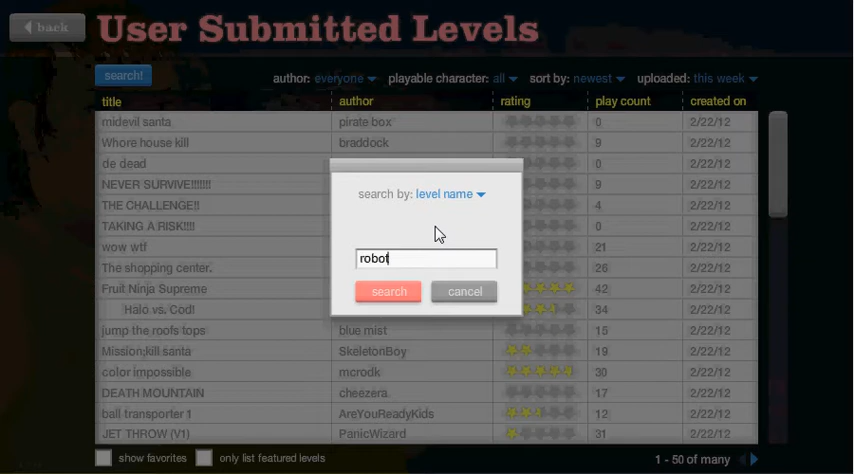 back
User Submitted Levels
search!
author: everyone playable character: all sort by: newest uploaded: this week
title author rating play count created on
midevil santa pirate box 0 2/22/12
Whore house kill braddock 9 2/22/12
de dead 0 2/22/12
NEVER SURVIVE!!!!!!! 9 2/22/12
THE CHALLENGE!! 4 2/22/12
TAKING A RISK!!!! 0 2/22/12
wow wtf 21 2/22/12
The shopping center. 26 2/22/12
Fruit Ninja Supreme 42 2/22/12
Halo vs. Cod! 34 2/22/12
jump the roofs tops blue mist 15 2/22/12
Mission;kill santa SkeletonBoy 19 2/22/12
color impossible mcrodk 30 2/22/12
DEATH MOUNTAIN cheezera. 17 2/22/12
ball transporter 1 AreYouReadyKids 12 2/22/12
JET THROW (V1) PanicWizard 31 2/22/12
search by: level name
robot
search cancel
show favorites only list featured levels 1 - 50 of many